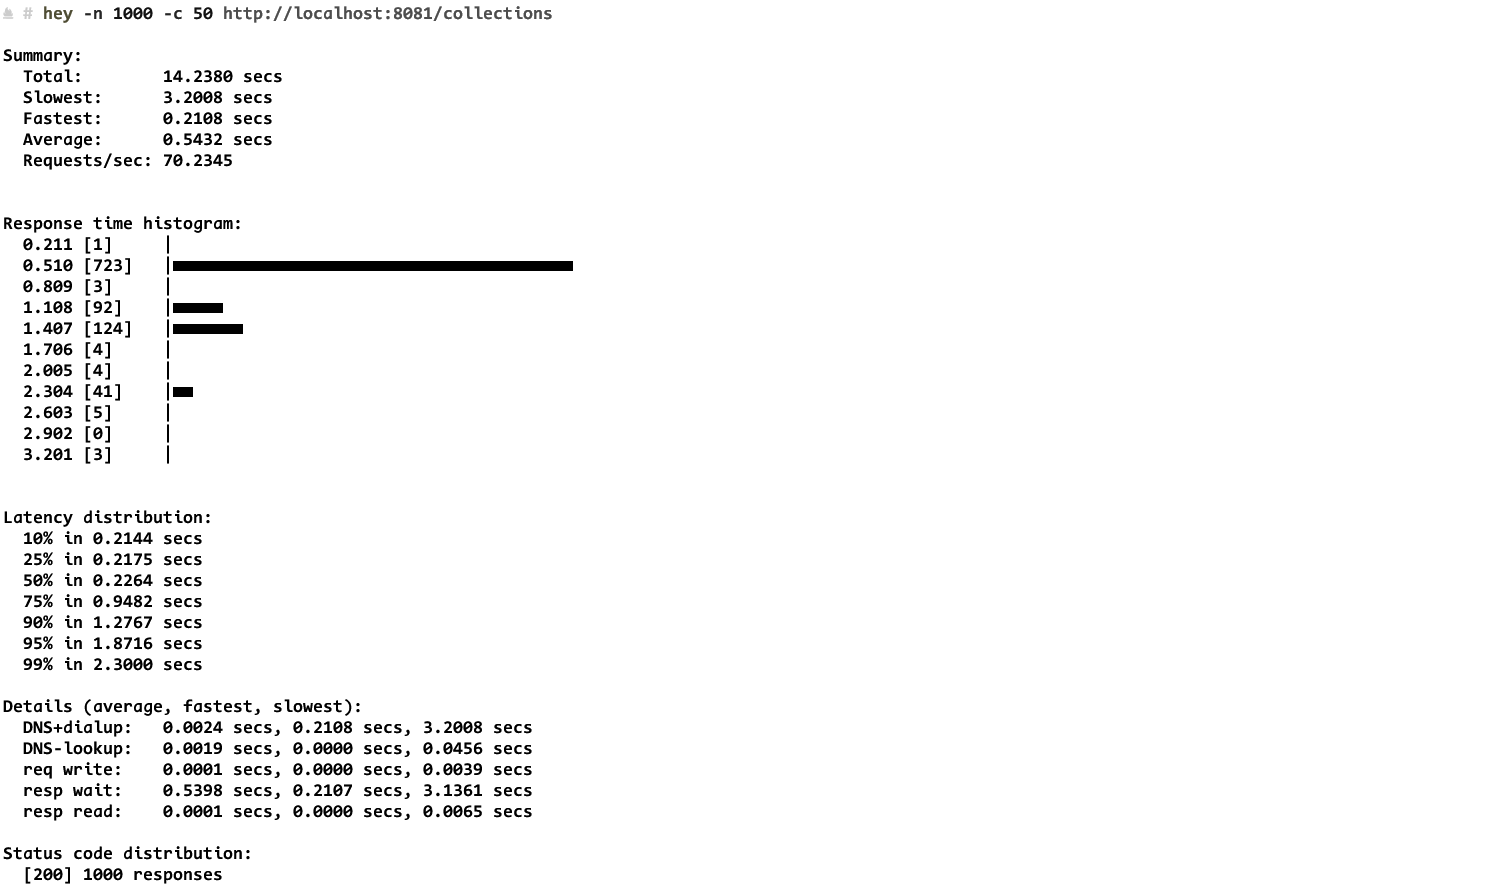 # hey -n 1000 -c 50 http://localhost:8081/collections
Summary:
Total: 14.2380 secs
Slowest: 3.2008 secs
Fastest: 0.2108 secs
Average: 0.5432 secs
Requests/sec: 70.2345
Response time histogram:
0.211 [1] |
0.510 [723] |
0.809 [3] |
1.108 [92] |
1.407 [124] |
1.706 [4] |
2.005 [4] |
2.304 [41] |
2.603 [5] |
2.902 [0] |
3.201 [3] |
Latency distribution:
10% in 0.2144 secs
25% in 0.2175 secs
50% in 0.2264 secs
75% in 0.9482 secs
90% in 1.2767 secs
95% in 1.8716 secs
99% in 2.3000 secs
Details (average, fastest, slowest):
DNS+dialup: 0.0024 secs, 0.2108 secs, 3.2008 secs
DNS-lookup: 0.0019 secs, 0.0000 secs, 0.0456 secs
req write: 0.0001 secs, 0.0000 secs, 0.0039 secs
resp wait: 0.5398 secs, 0.2107 secs, 3.1361 secs
resp read: 0.0001 secs, 0.0000 secs, 0.0065 secs
Status code distribution:
[200] 1000 responses